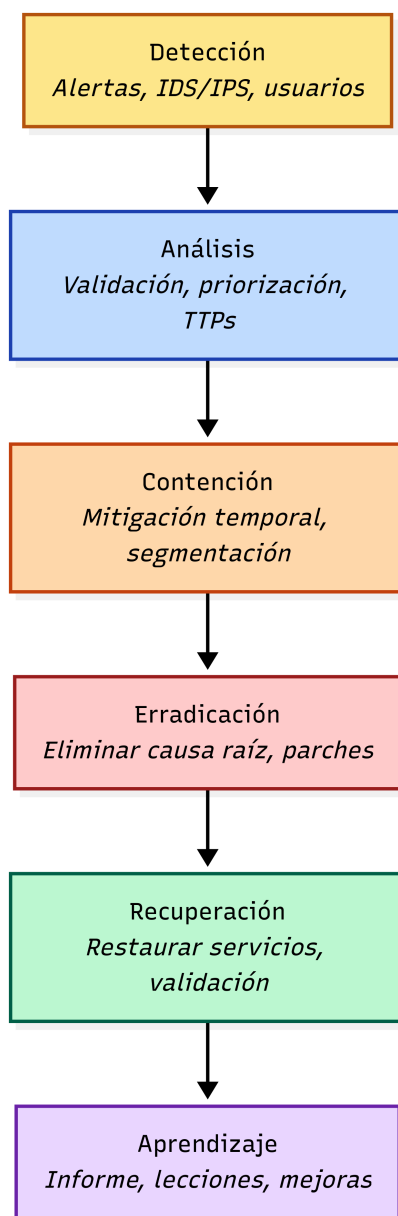 Detección
Alertas, IDS/IPS, usuarios
Análisis
Validación, priorización,
TTPs
Contención
Mitigación temporal,
segmentación
Erradicación
Eliminar causa raíz, parches
Recuperación
Restaurar servicios,
validación
Aprendizaje
Informe, lecciones, mejoras